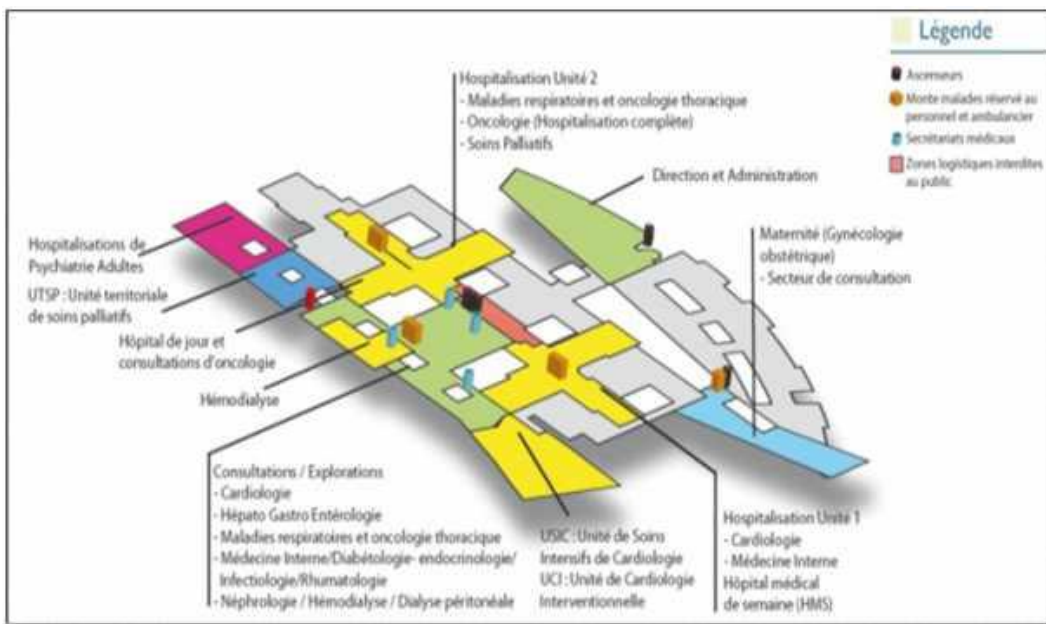 Légende
Ascenseurs
Monte malades réservé au
personnel et ambulancier
Secrétariats médicaux
Zones logistiques interdites
au public
Hospitalisation Unité 2
- Maladies respiratoires et oncologie thoracique
- Oncologie (Hospitalisation complète)
- Soins Palliatifs
Direction et Administration
Maternité (Gynécologie
obstétrique)
- Secteur de consultation
Hospitalisations de
Psychiatrie Adultes
UTSP : Unité territoriale
de soins palliatifs
Hôpital de jour et
consultations d'oncologie
Hémodialyse
Consultations / Explorations
- Cardiologie
- Hépato Gastro Entérologie
- Maladies respiratoires et oncologie thoracique
- Médecine Interne/Diabétologie- endocrinologie/
Infectiologie/Rhumatologie
- Néphrologie / Hémodialyse / Dialyse péritonéale
USIC : Unité de Soins
Intensifs de Cardiologie
UCI : Unité de Cardiologie
Interventionnelle
Hospitalisation Unité 1
- Cardiologie
- Médecine Interne
Hôpital médical
de semaine (HMS)